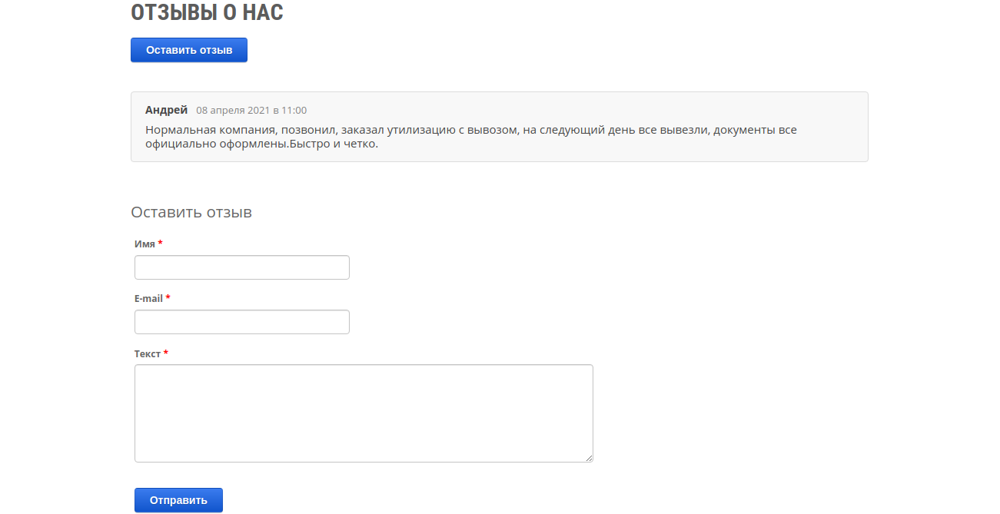 ОТЗЫВЫ О НАС
Оставить отзыв
Андрей 08 апреля 2021 в 11:00
Нормальная компания, позвонил, заказал утилизацию с вывозом, на следующий день все вывезли, документы все
официально оформлены.Быстро и четко.
Оставить отзыв
Имя *
E-mail *
Текст *
Отправить